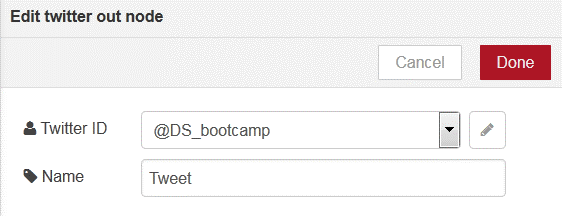 Edit twitter out node
Cancel
Done
Twitter ID
@DS_bootcamp
Name
Tweet